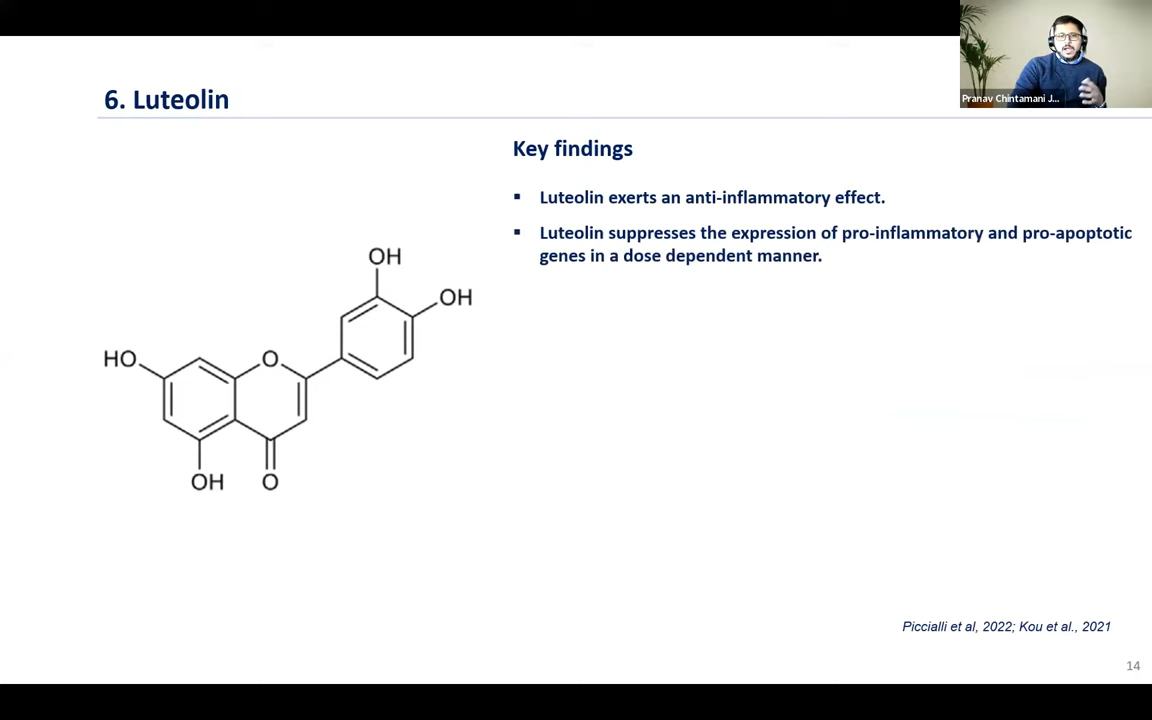 Pranav Chintamani J...
6. Luteolin
Key findings
▪ Luteolin exerts an anti-inflammatory effect.
▪ Luteolin suppresses the expression of pro-inflammatory and pro-apoptotic
genes in a dose dependent manner.
OH
OH
HO
O
OH
O
Piccialli et al, 2022; Kou et al., 2021
14